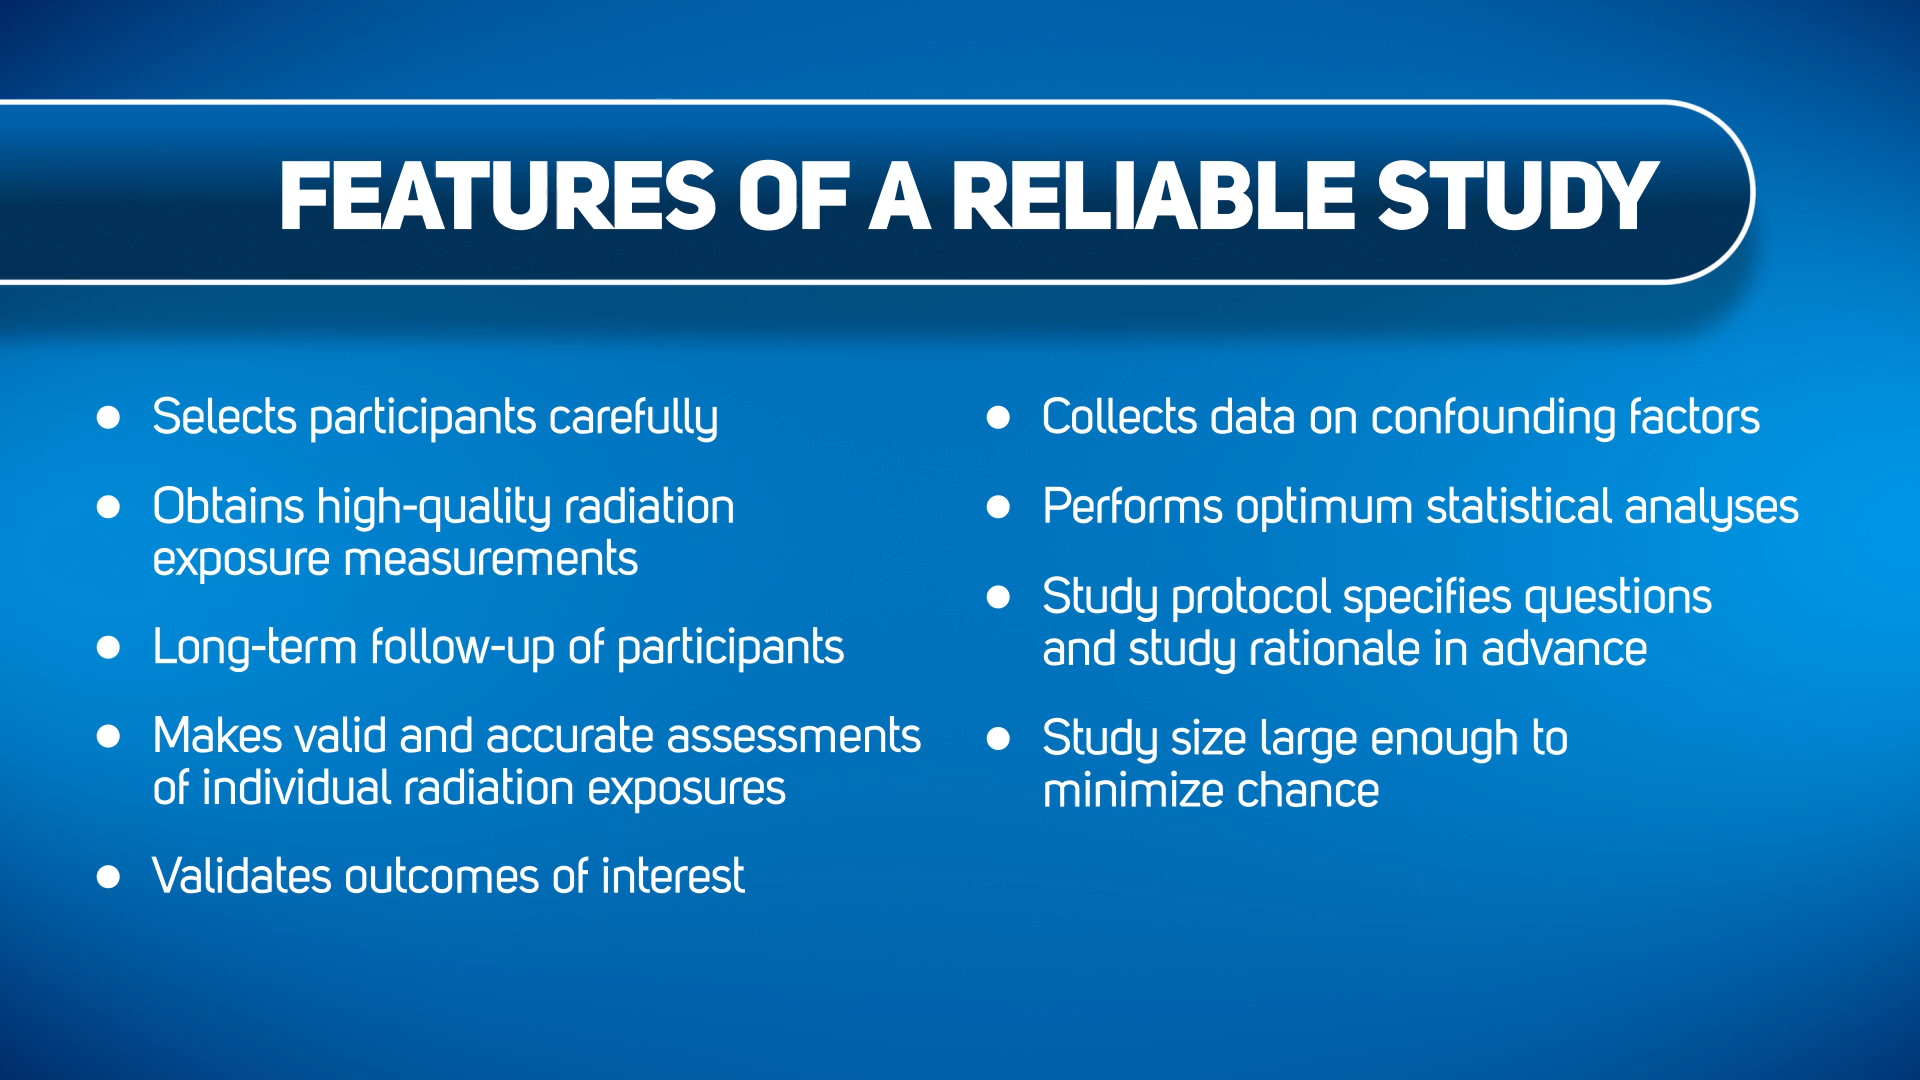 FEATURES OF A RELIABLE STUDY
● Selects participants carefully
● Obtains high-quality radiation
exposure measurements
● Long-term follow-up of participants
● Makes valid and accurate assessments
of individual radiation exposures
● Validates outcomes of interest
● Collects data on confounding factors
● Performs optimum statistical analyses
● Study protocol specifies questions
and study rationale in advance
● Study size large enough to
minimize chance